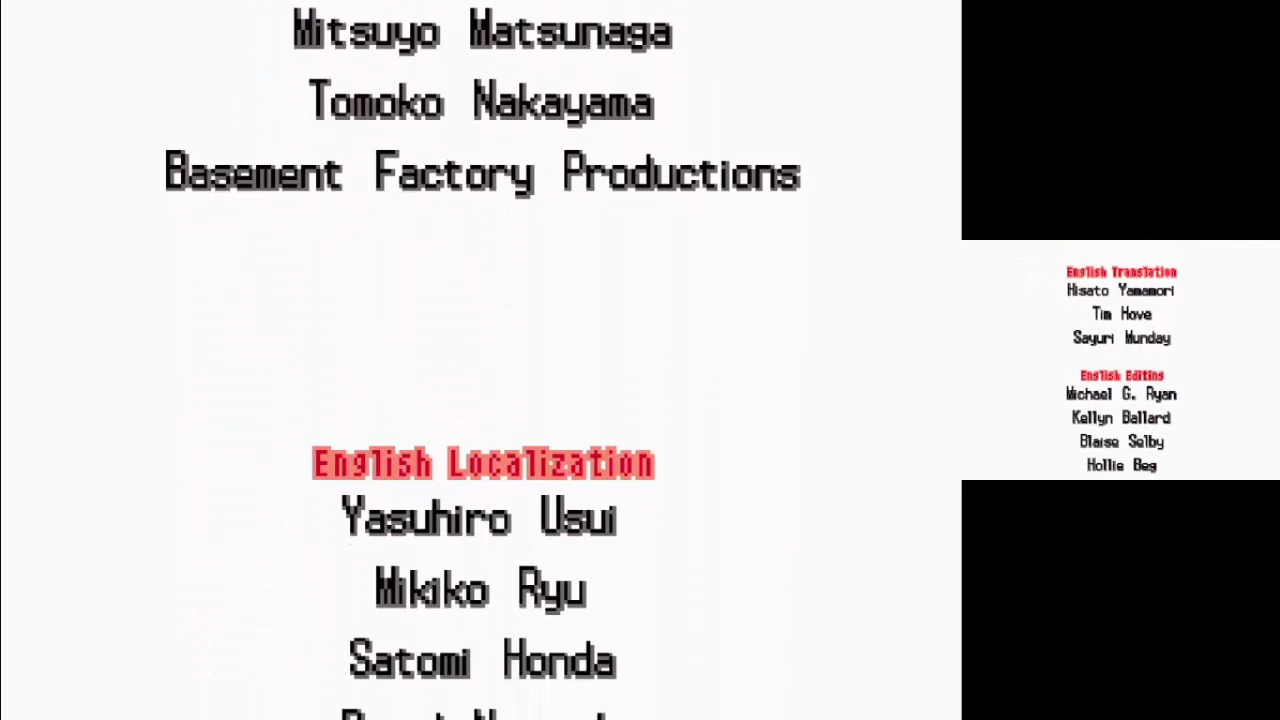 Mitsuyo Matsunaga
Tomoko Nakayama
Basement Factory Productions
English Localization
Yasuhiro Usui
Mikiko Ryu
Satomi Honda
English Translation
Hisato Yamamori
Tim Hove
Sayuri Munday
English Editing
Michael G. Ryan
Kellyn Ballard
Blaise Selby
Hollie Beg